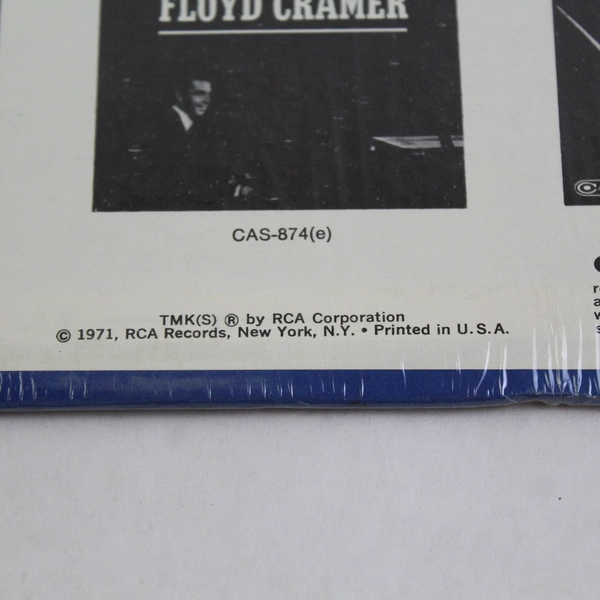 FLOYD CRAMER
CAS-874(e)
TMK(S) ® by RCA Corporation
© 1971, RCA Records, New York, N.Y. • Printed in U.S.A.